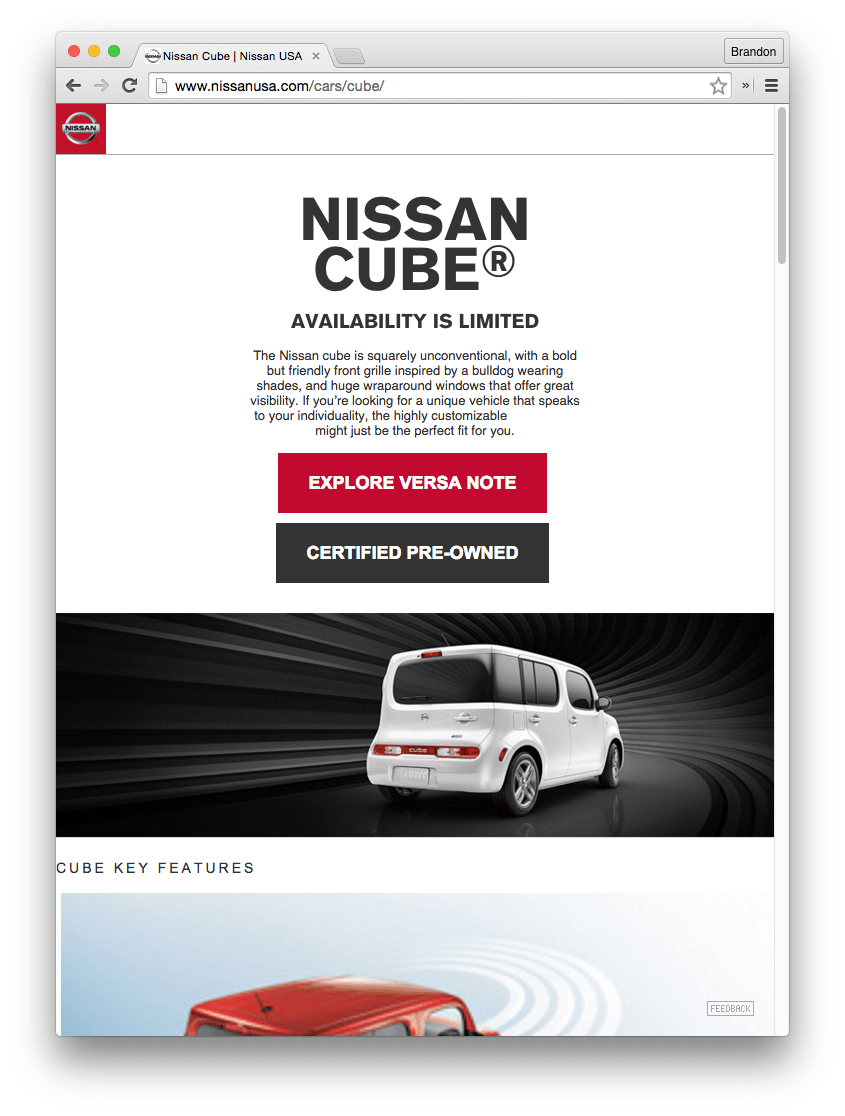 Nissan Cube | Nissan USA
Brandon
www.nissanusa.com/cars/cube/
NISSAN
NISSAN
CUBE®
AVAILABILITY IS LIMITED
The Nissan cube is squarely unconventional, with a bold
but friendly front grille inspired by a bulldog wearing
shades, and huge wraparound windows that offer great
visibility. If you're looking for a unique vehicle that speaks
to your individuality, the highly customizable
might just be the perfect fit for you.
EXPLORE VERSA NOTE
CERTIFIED PRE-OWNED
cube
CUBE KEY FEATURES
FEEDBACK